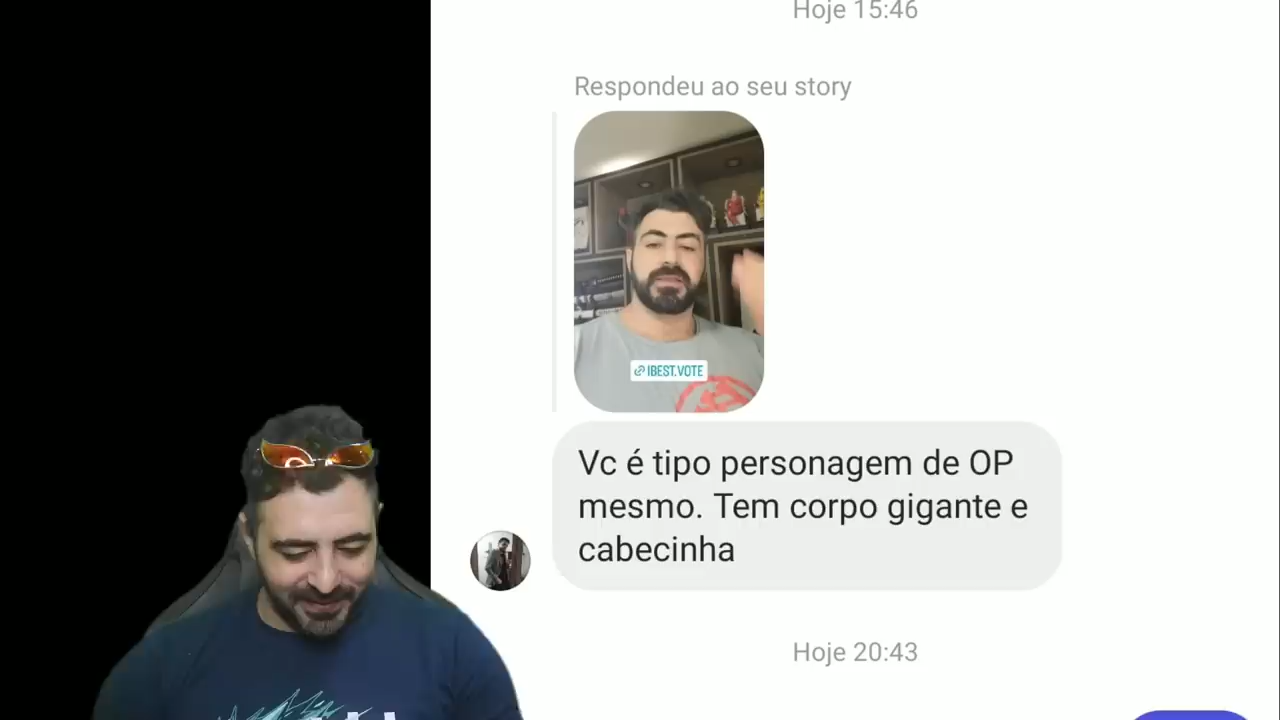 Hoje 15:46
Respondeu ao seu story
IBEST.VOTE
Vc é tipo personagem de OP
mesmo. Tem corpo gigante e
cabecinha
Hoje 20:43